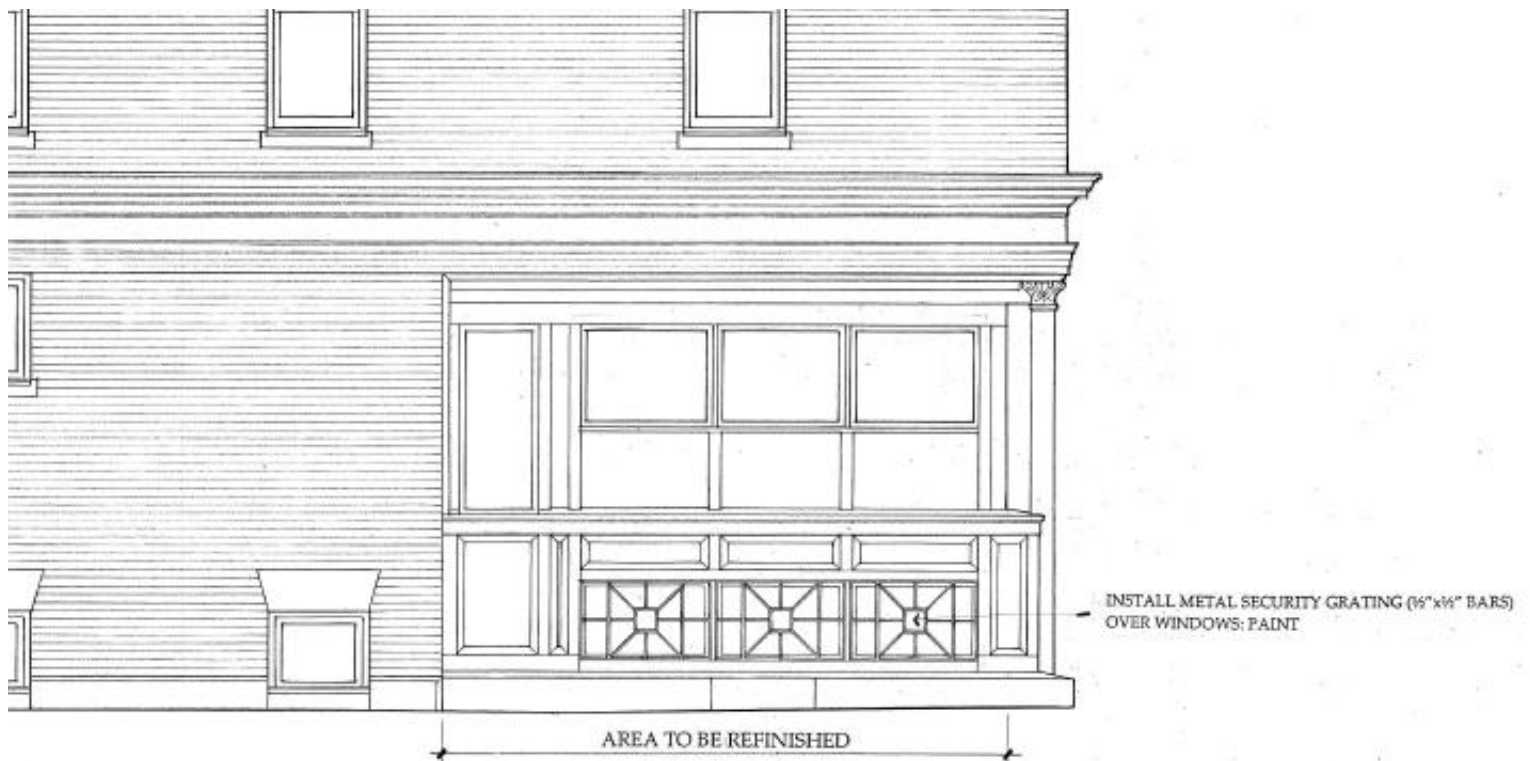 INSTALL METAL SECURITY GRATING (½"x½" BARS)
OVER WINDOWS: PAINT
AREA TO BE REFINISHED